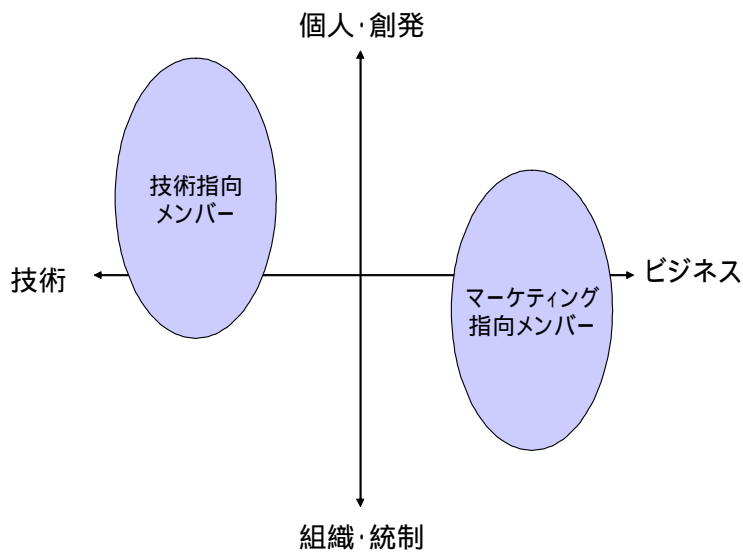 個人・創発
技術指向
メンバー
技術
ビジネス
マーケティング
指向メンバー
組織・統制